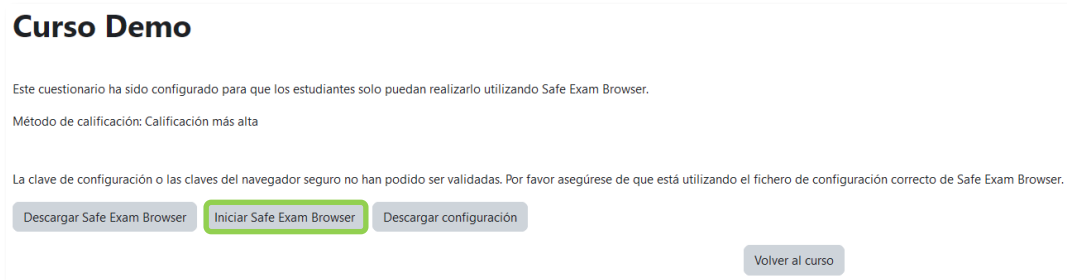 Curso Demo
Este cuestionario ha sido configurado para que los estudiantes solo puedan realizarlo utilizando Safe Exam Browser.
Método de calificación: Calificación más alta
La clave de configuración o las claves del navegador seguro no han podido ser validadas. Por favor asegúrese de que está utilizando el fichero de configuración correcto de Safe Exam Browser.
Descargar Safe Exam Browser Iniciar Safe Exam Browser Descargar configuración
Volver al curso